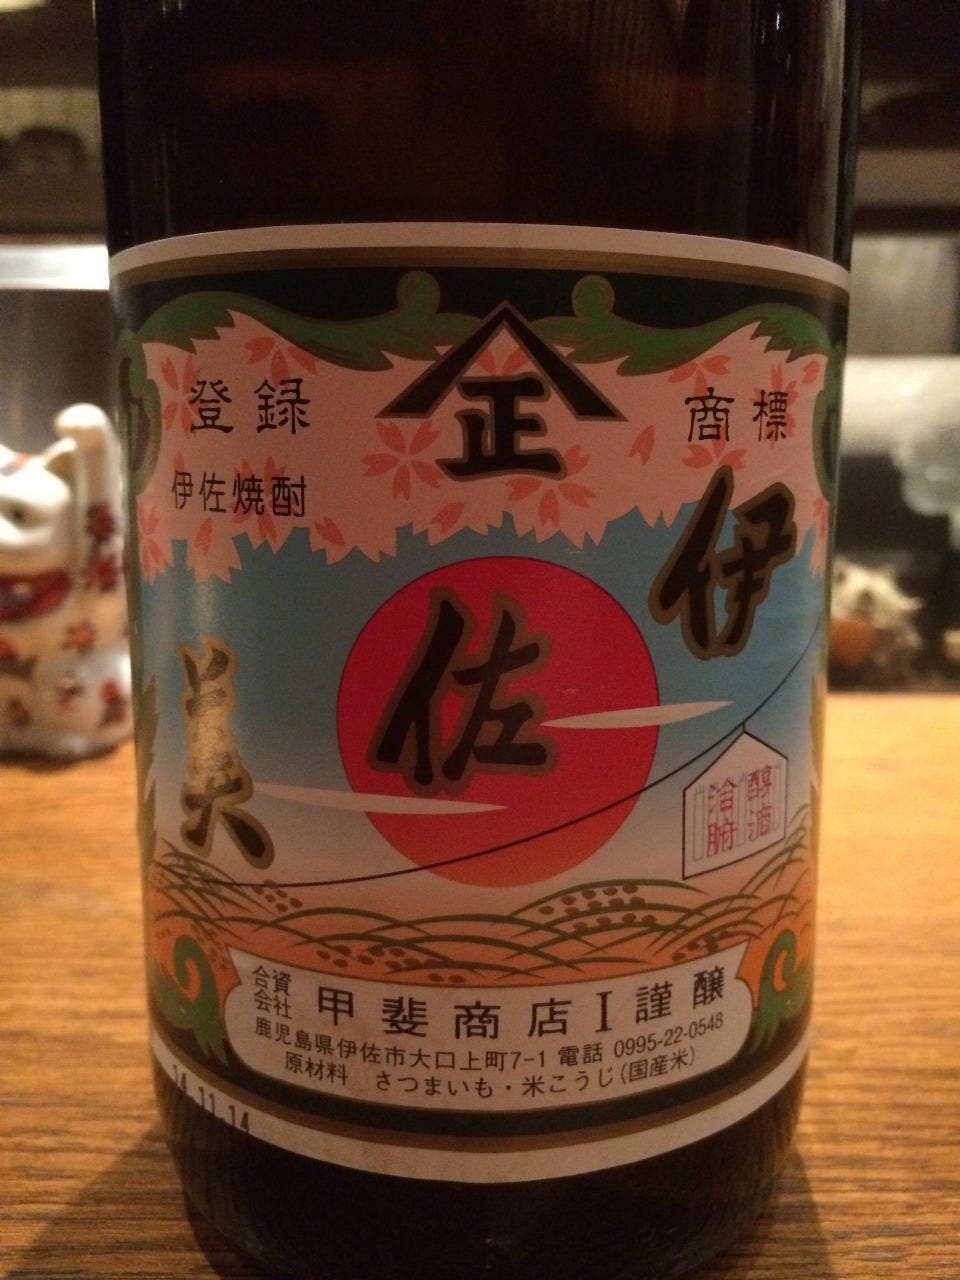 正
登録 商標
伊佐焼酎
伊佐美
醇酒
合資会社 甲斐商店 I 謹醸
鹿児島県伊佐市大口上町7-1 電話 0995-22-0548
原材料 さつまいも・米こうじ(国産米)
14.11.14